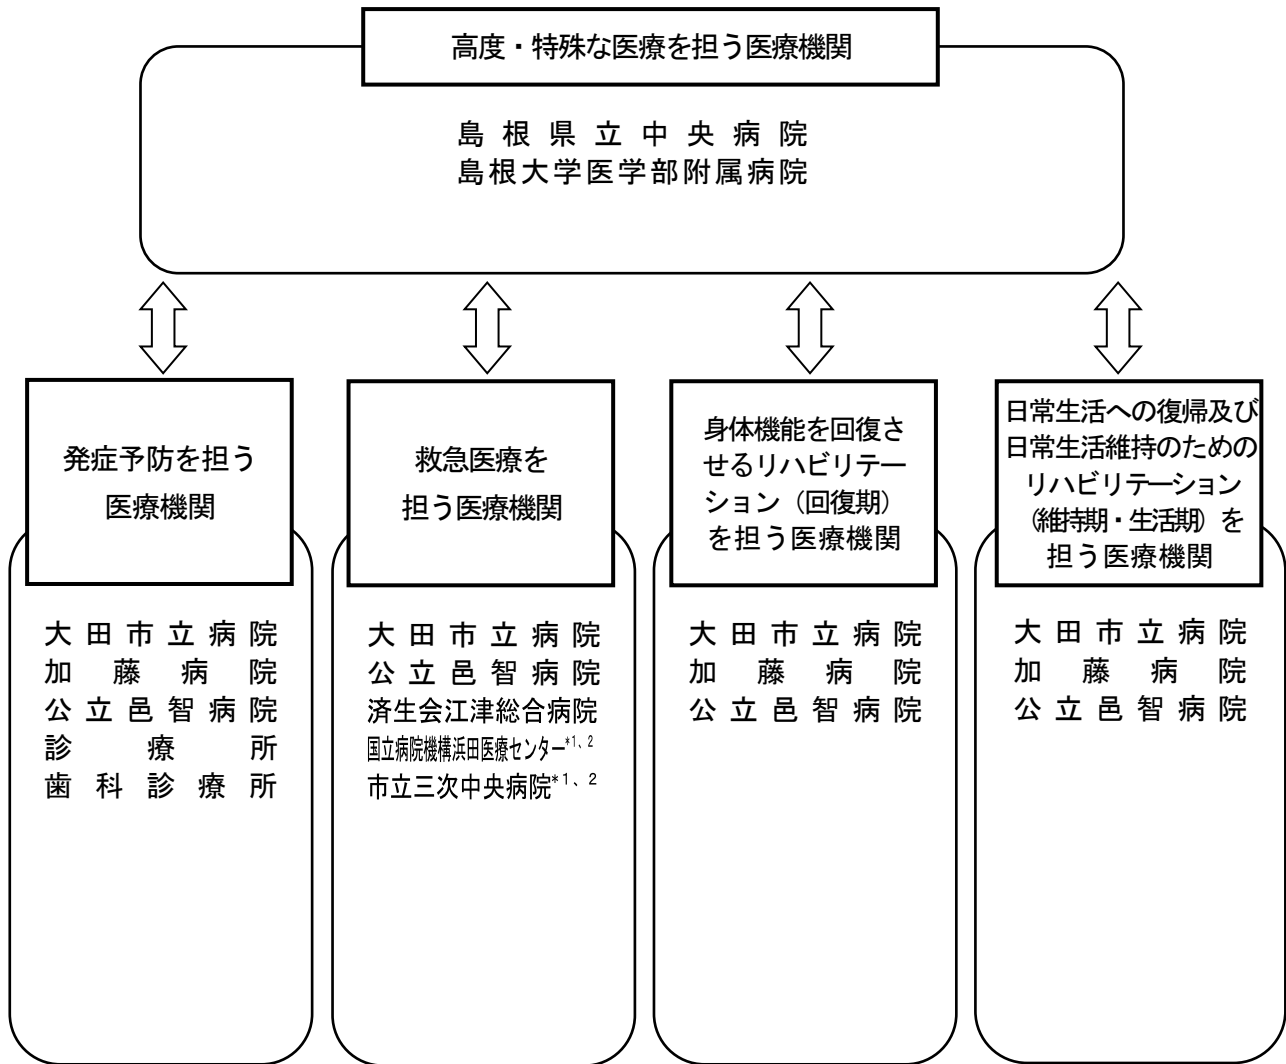 高度・特殊な医療を担う医療機関
島根県立中央病院
島根大学医学部附属病院
発症予防を担う
医療機関
大田市立病院
加藤病院
公立邑智病院
診療所
歯科診療所
救急医療を
担う医療機関
大田市立病院
公立邑智病院
済生会江津総合病院
国立病院機構浜田医療センター*1、2
市立三次中央病院*1、2
身体機能を回復さ
せるリハビリテー
ション（回復期）
を担う医療機関
大田市立病院
加藤病院
公立邑智病院
日常生活への復帰及び
日常生活維持のための
リハビリテーション
（維持期・生活期）を
担う医療機関
大田市立病院
加藤病院
公立邑智病院